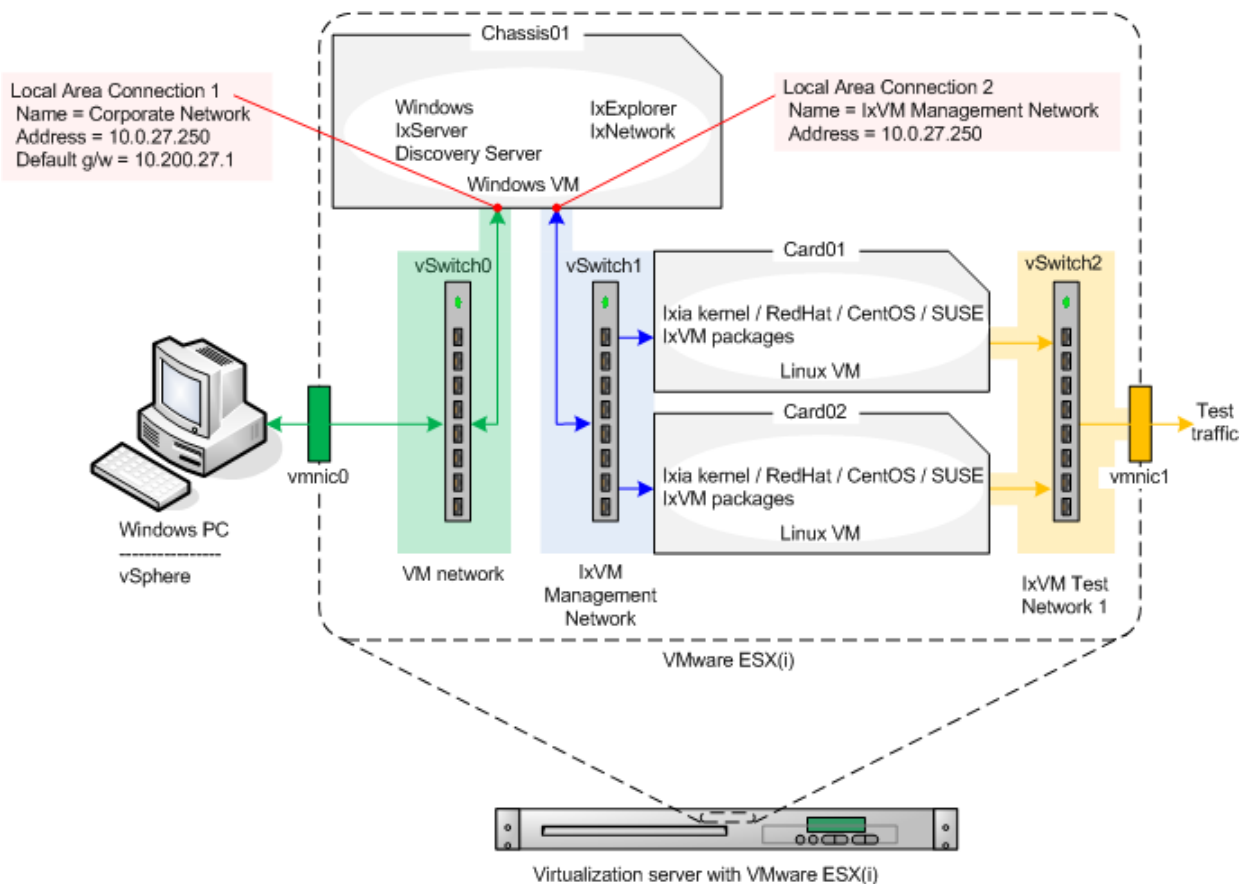 Chassis01
Local Area Connection 1
Name = Corporate Network
Address = 10.0.27.250
Default g/w = 10.200.27.1
Windows
IxServer
Discovery Server
IxExplorer
IxNetwork
Windows VM
Local Area Connection 2
Name = IxVM Management Network
Address = 10.0.27.250
vSwitch0
vSwitch1
Card01
Ixia kernel / RedHat / CentOS / SUSE
IxVM packages
Linux VM
vSwitch2
Card02
Ixia kernel / RedHat / CentOS / SUSE
IxVM packages
Linux VM
Test
traffic
vmnic0
vmnic1
Windows PC
----------------
vSphere
VM network
IxVM
Management
Network
IxVM Test
Network 1
VMware ESX(i)
Virtualization server with VMware ESX(i)